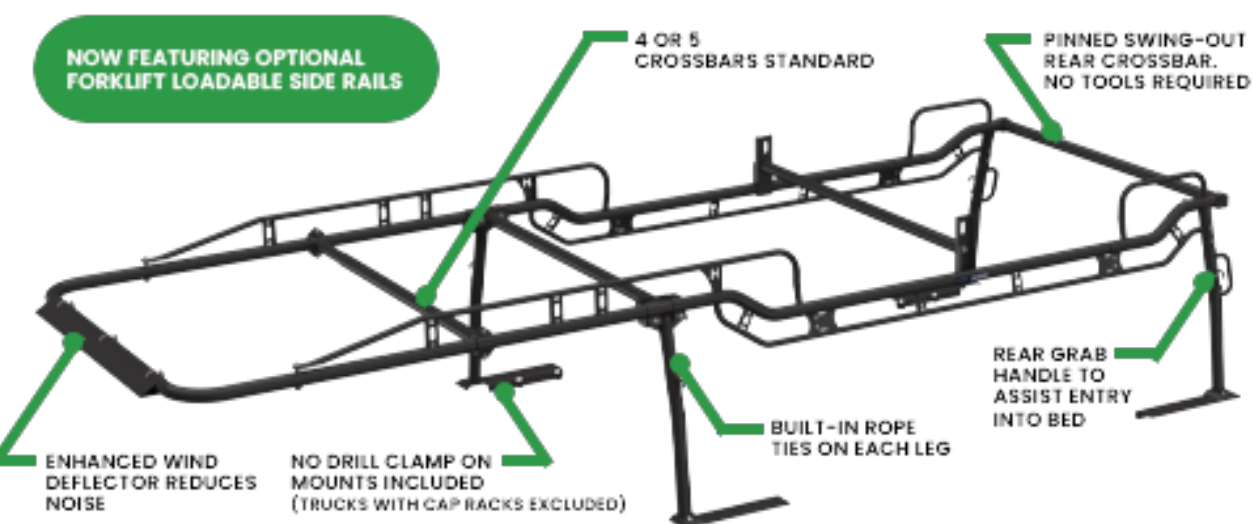 NOW FEATURING OPTIONAL
FORKLIFT LOADABLE SIDE RAILS
4 OR 5
CROSSBARS STANDARD
PINNED SWING-OUT
REAR CROSSBAR.
NO TOOLS REQUIRED
REAR GRAB
HANDLE TO
ASSIST ENTRY
INTO BED
BUILT-IN ROPE
TIES ON EACH LEG
ENHANCED WIND
DEFLECTOR REDUCES
NOISE
NO DRILL CLAMP ON
MOUNTS INCLUDED
(TRUCKS WITH CAP RACKS EXCLUDED)